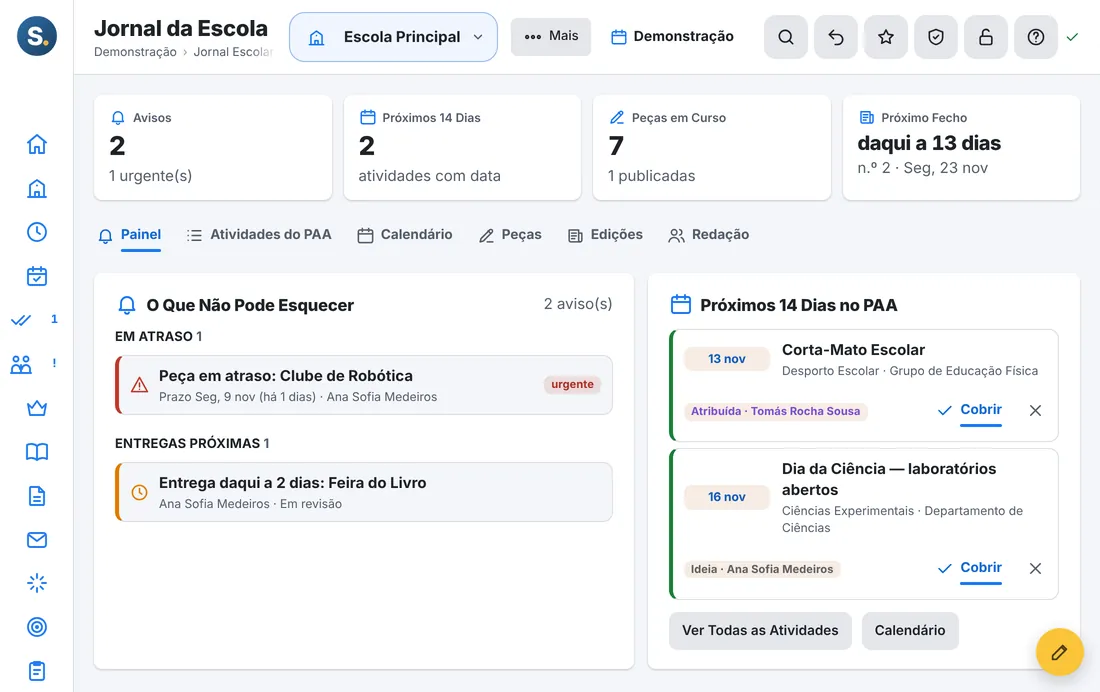 S.
Jornal da Escola
Demonstração › Jornal Escolar
Escola Principal
Mais
Demonstração
Avisos
2
1 urgente(s)
Próximos 14 Dias
2
atividades com data
Peças em Curso
7
1 publicadas
Próximo Fecho
daqui a 13 dias
n.º 2 · Seg, 23 nov
Painel
Atividades do PAA
Calendário
Peças
Edições
Redação
1
!
O Que Não Pode Esquecer
2 aviso(s)
EM ATRASO 1
Peça em atraso: Clube de Robótica
Prazo Seg, 9 nov (há 1 dias) · Ana Sofia Medeiros
urgente
ENTREGAS PRÓXIMAS 1
Entrega daqui a 2 dias: Feira do Livro
Ana Sofia Medeiros · Em revisão
Próximos 14 Dias no PAA
13 nov
Corta-Mato Escolar
Desporto Escolar · Grupo de Educação Física
Atribuída · Tomás Rocha Sousa
Cobrir
16 nov
Dia da Ciência — laboratórios
abertos
Ciências Experimentais · Departamento de
Ciências
Ideia · Ana Sofia Medeiros
Cobrir
Ver Todas as Atividades
Calendário